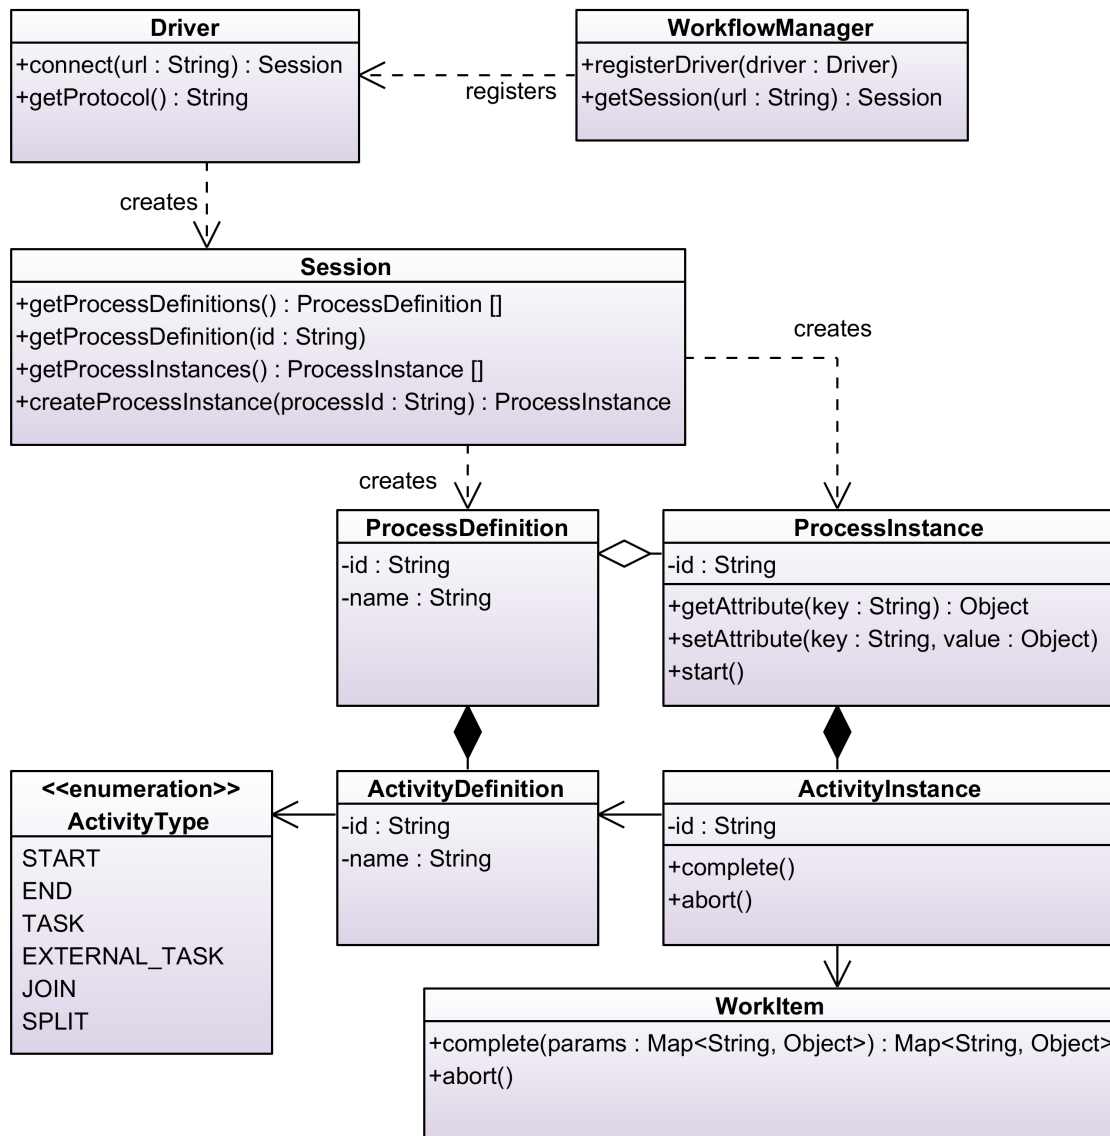 Driver
+connect(url : String) : Session
+getProtocol() : String
WorkflowManager
+registerDriver(driver : Driver)
+getSession(url : String) : Session
registers
creates
Session
+getProcessDefinitions() : ProcessDefinition []
+getProcessDefinition(id : String)
+getProcessInstances() : ProcessInstance []
+createProcessInstance(processId : String) : ProcessInstance
creates
creates
ProcessDefinition
-id : String
-name : String
ProcessInstance
-id : String
+getAttribute(key : String) : Object
+setAttribute(key : String, value : Object)
+start()
<<enumeration>>
ActivityType
START
END
TASK
EXTERNAL_TASK
JOIN
SPLIT
ActivityDefinition
-id : String
-name : String
ActivityInstance
-id : String
+complete()
+abort()
WorkItem
+complete(params : Map<String, Object>) : Map<String, Object>
+abort()